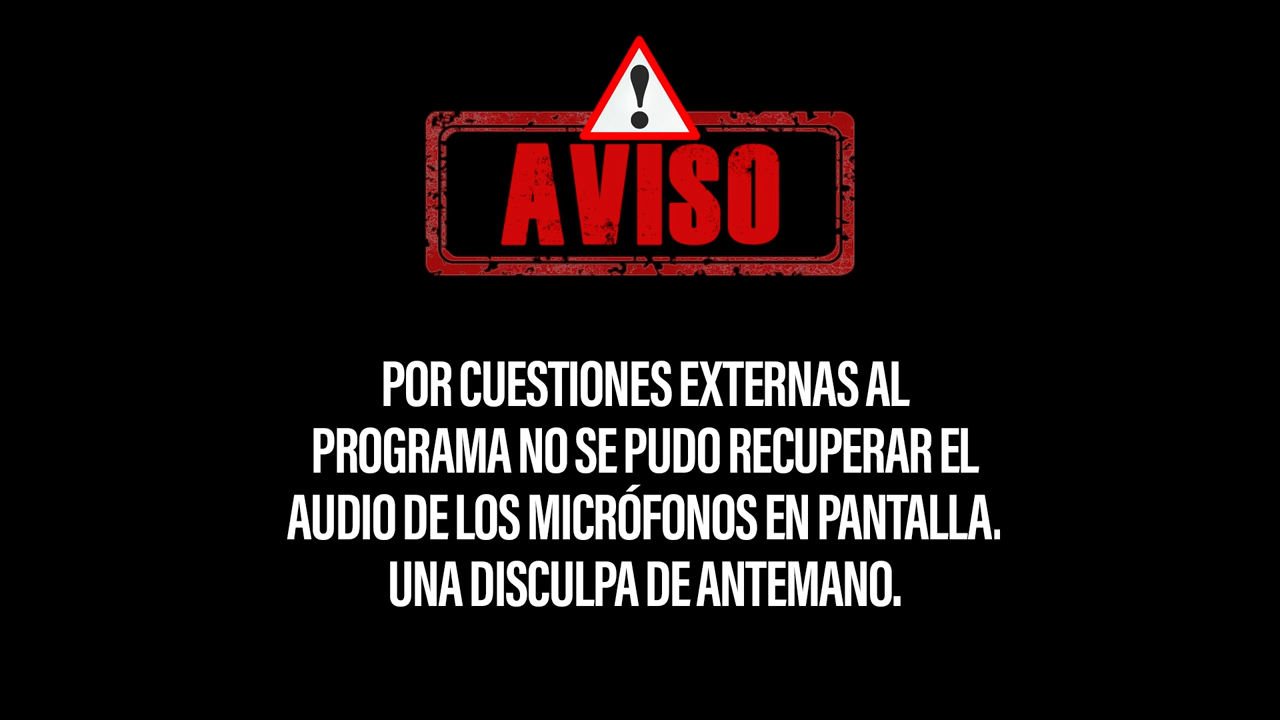 AVISO
POR CUESTIONES EXTERNAS AL
PROGRAMA NO SE PUDO RECUPERAR EL
AUDIO DE LOS MICRÓFONOS EN PANTALLA.
UNA DISCULPA DE ANTEMANO.